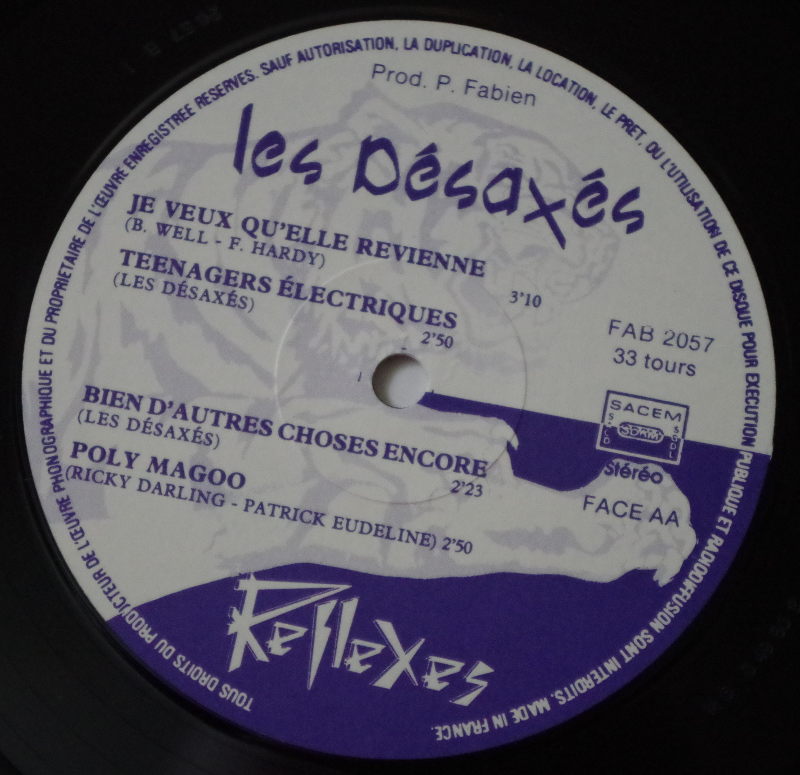 TOUS DROITS DU PRODUCTEUR DE L'ŒUVRE PHONOGRAPHIQUE ET DU PROPRIETAIRE DE L'ŒUVRE ENREGISTREE RESERVES. SAUF AUTORISATION, LA DUPLICATION, LA LOCATION, LE PRET, OU L'UTILISATION DE CE DISQUE POUR EXECUTION PUBLIQUE ET RADIODIFFUSION SONT INTERDITS. MADE IN FRANCE.
Prod. P. Fabien
les Désaxés
JE VEUX QU'ELLE REVIENNE
(B. WELL - F. HARDY) 3'10
TEENAGERS ÉLECTRIQUES
(LES DÉSAXÉS) 2'50
FAB 2057
33 tours
BIEN D'AUTRES CHOSES ENCORE
(LES DÉSAXÉS) 2'23
POLY MAGOO
(RICKY DARLING - PATRICK EUDELINE) 2'50
SACEM
SDRM
Stéréo
FACE AA
Reflexes